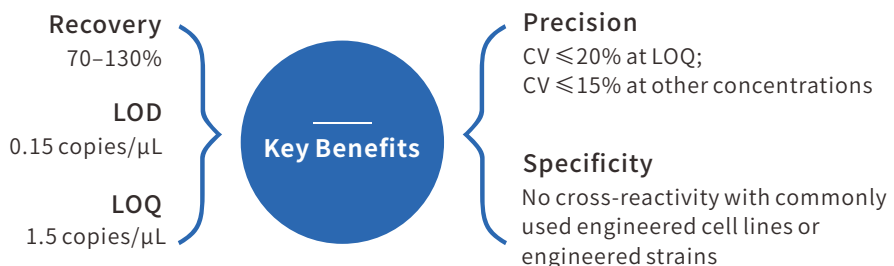 Recovery
70–130%
LOD
0.15 copies/μL
LOQ
1.5 copies/μL
Key Benefits
Precision
CV ≤20% at LOQ;
CV ≤15% at other concentrations
Specificity
No cross-reactivity with commonly
used engineered cell lines or
engineered strains